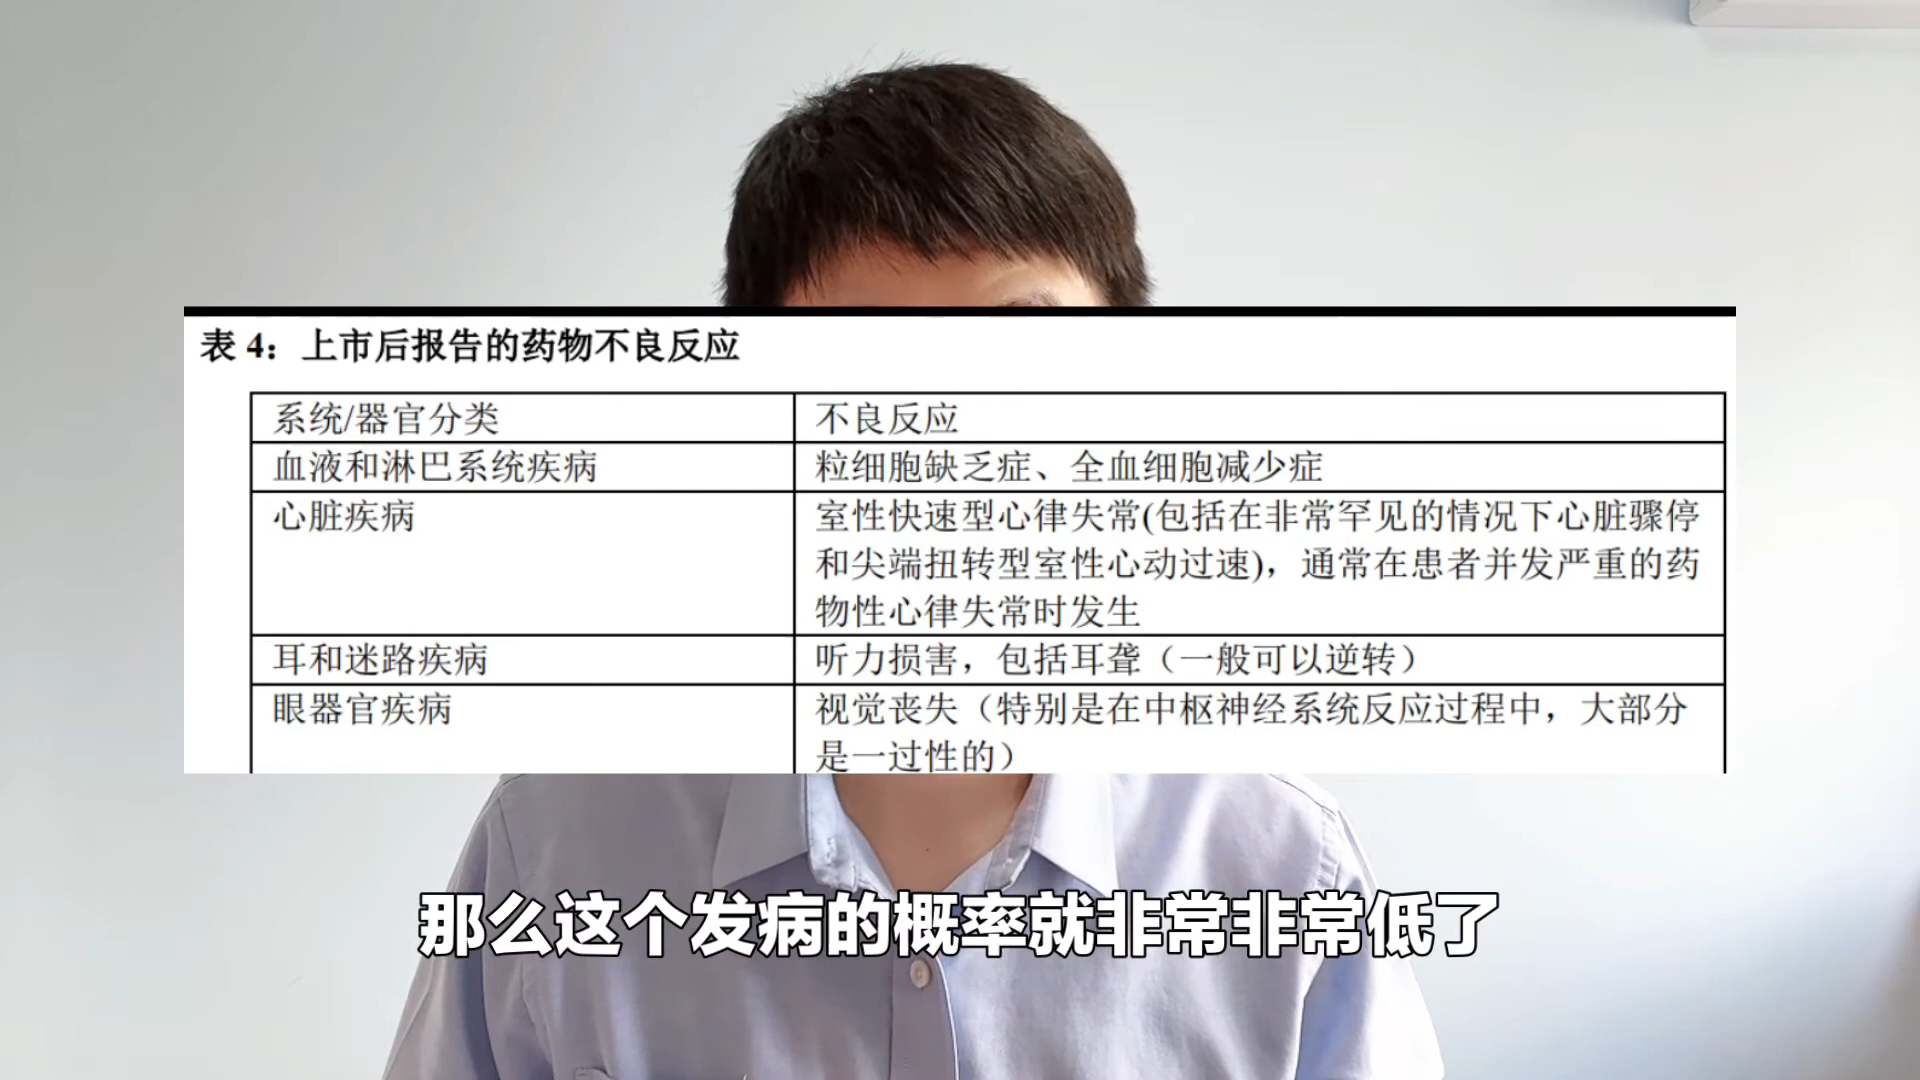 表 4：上市后报告的药物不良反应
系统/器官分类
不良反应
血液和淋巴系统疾病
粒细胞缺乏症、全血细胞减少症
心脏疾病
室性快速型心律失常(包括在非常罕见的情况下心脏骤停
和尖端扭转型室性心动过速)，通常在患者并发严重的药
物性心律失常时发生
耳和迷路疾病
听力损害，包括耳聋（一般可以逆转）
眼器官疾病
视觉丧失（特别是在中枢神经系统反应过程中，大部分
是一过性的）
那么这个发病的概率就非常非常低了